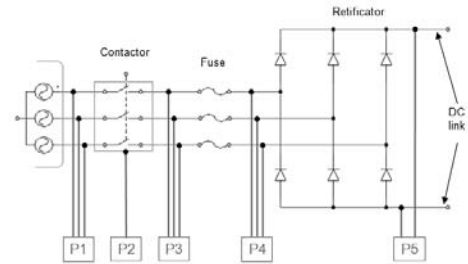 Retificator
Contactor
Fuse
DC
link
P1 P2 P3 P4 P5